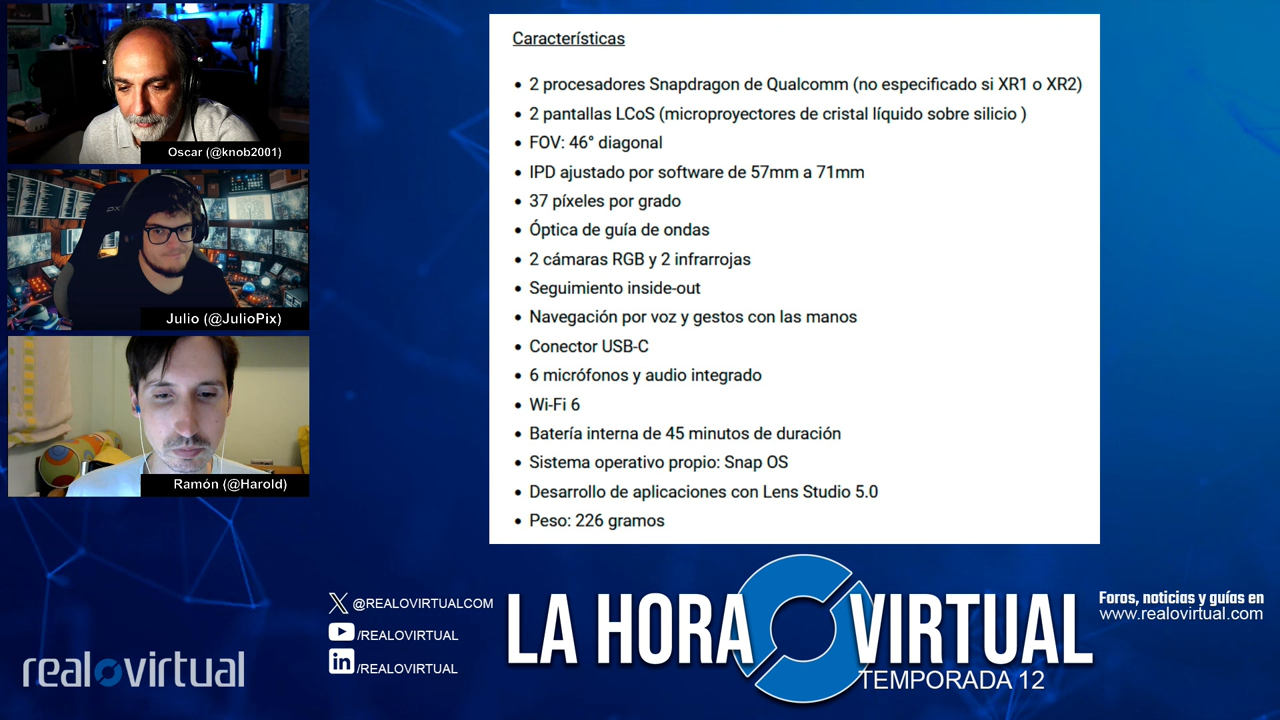 Oscar (@knob2001)
Julio (@JulioPix)
Ramón (@Harold)
Características
• 2 procesadores Snapdragon de Qualcomm (no especificado si XR1 o XR2)
• 2 pantallas LCoS (microproyectores de cristal líquido sobre silicio )
• FOV: 46° diagonal
• IPD ajustado por software de 57mm a 71mm
• 37 píxeles por grado
• Óptica de guía de ondas
• 2 cámaras RGB y 2 infrarrojas
• Seguimiento inside-out
• Navegación por voz y gestos con las manos
• Conector USB-C
• 6 micrófonos y audio integrado
• Wi-Fi 6
• Batería interna de 45 minutos de duración
• Sistema operativo propio: Snap OS
• Desarrollo de aplicaciones con Lens Studio 5.0
• Peso: 226 gramos
realovirtual
@REALOVIRTUALCOM
/REALOVIRTUAL
/REALOVIRTUAL
LA HORA VIRTUAL
TEMPORADA 12
Foros, noticias y guías en
www.realovirtual.com